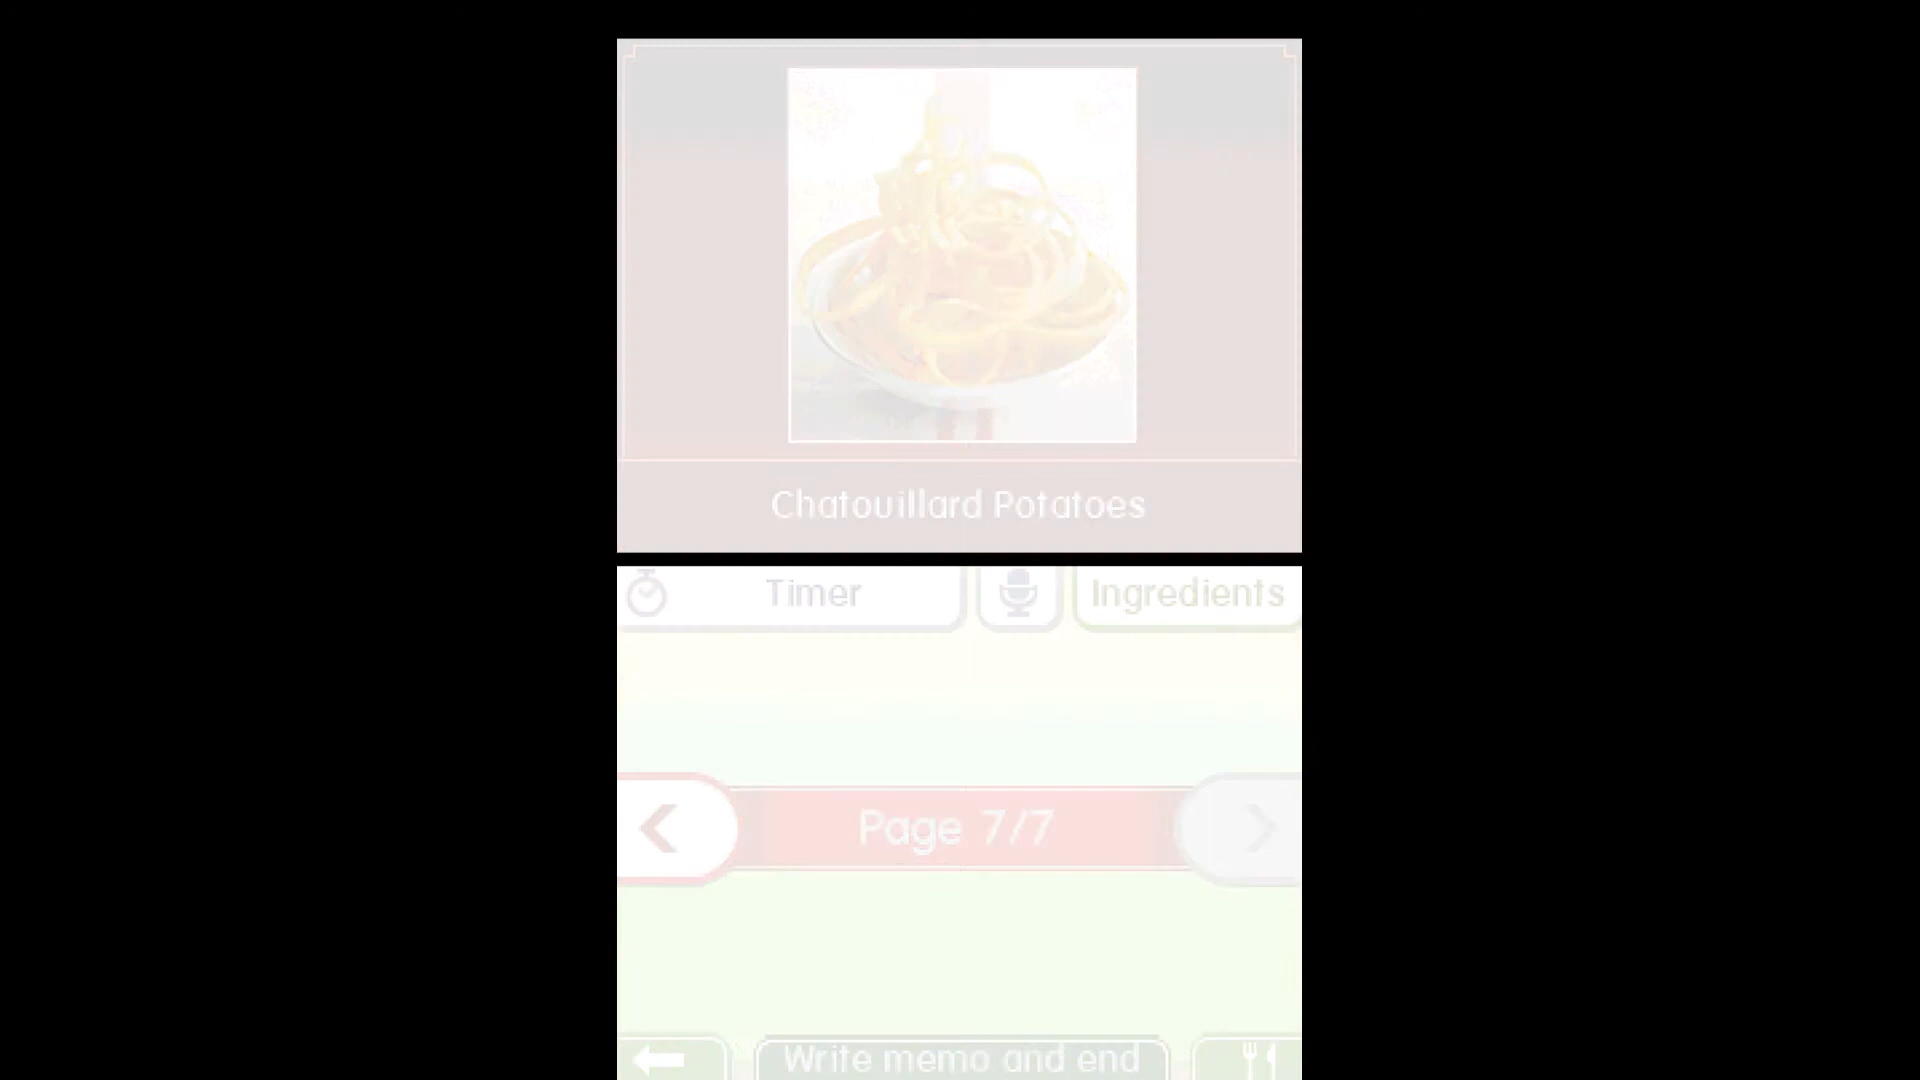 Chatouillard Potatoes
Timer
Ingredients
Page 7/7
Write memo and end